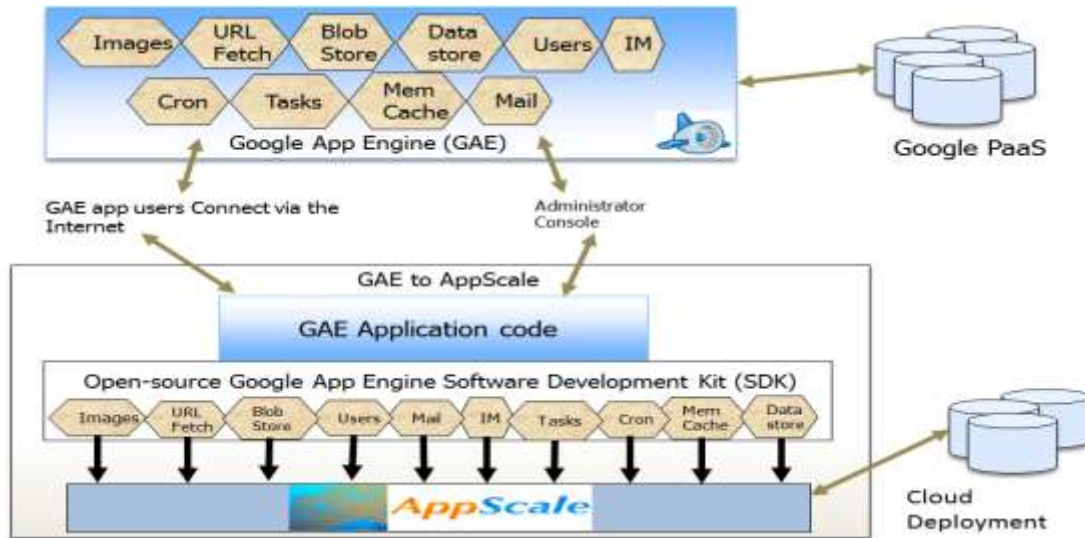 Images
URL
Fetch
Blob
Store
Data
store
Users
IM
Cron
Tasks
Mem
Cache
Mail
Google App Engine (GAE)
Google PaaS
GAE app users Connect via the
Internet
Administrator
Console
GAE to AppScale
GAE Application code
Open-source Google App Engine Software Development Kit (SDK)
Images
URL
Fetch
Blob
Store
Users
Mail
IM
Tasks
Cron
Mem
Cache
Data
store
AppScale
Cloud
Deployment